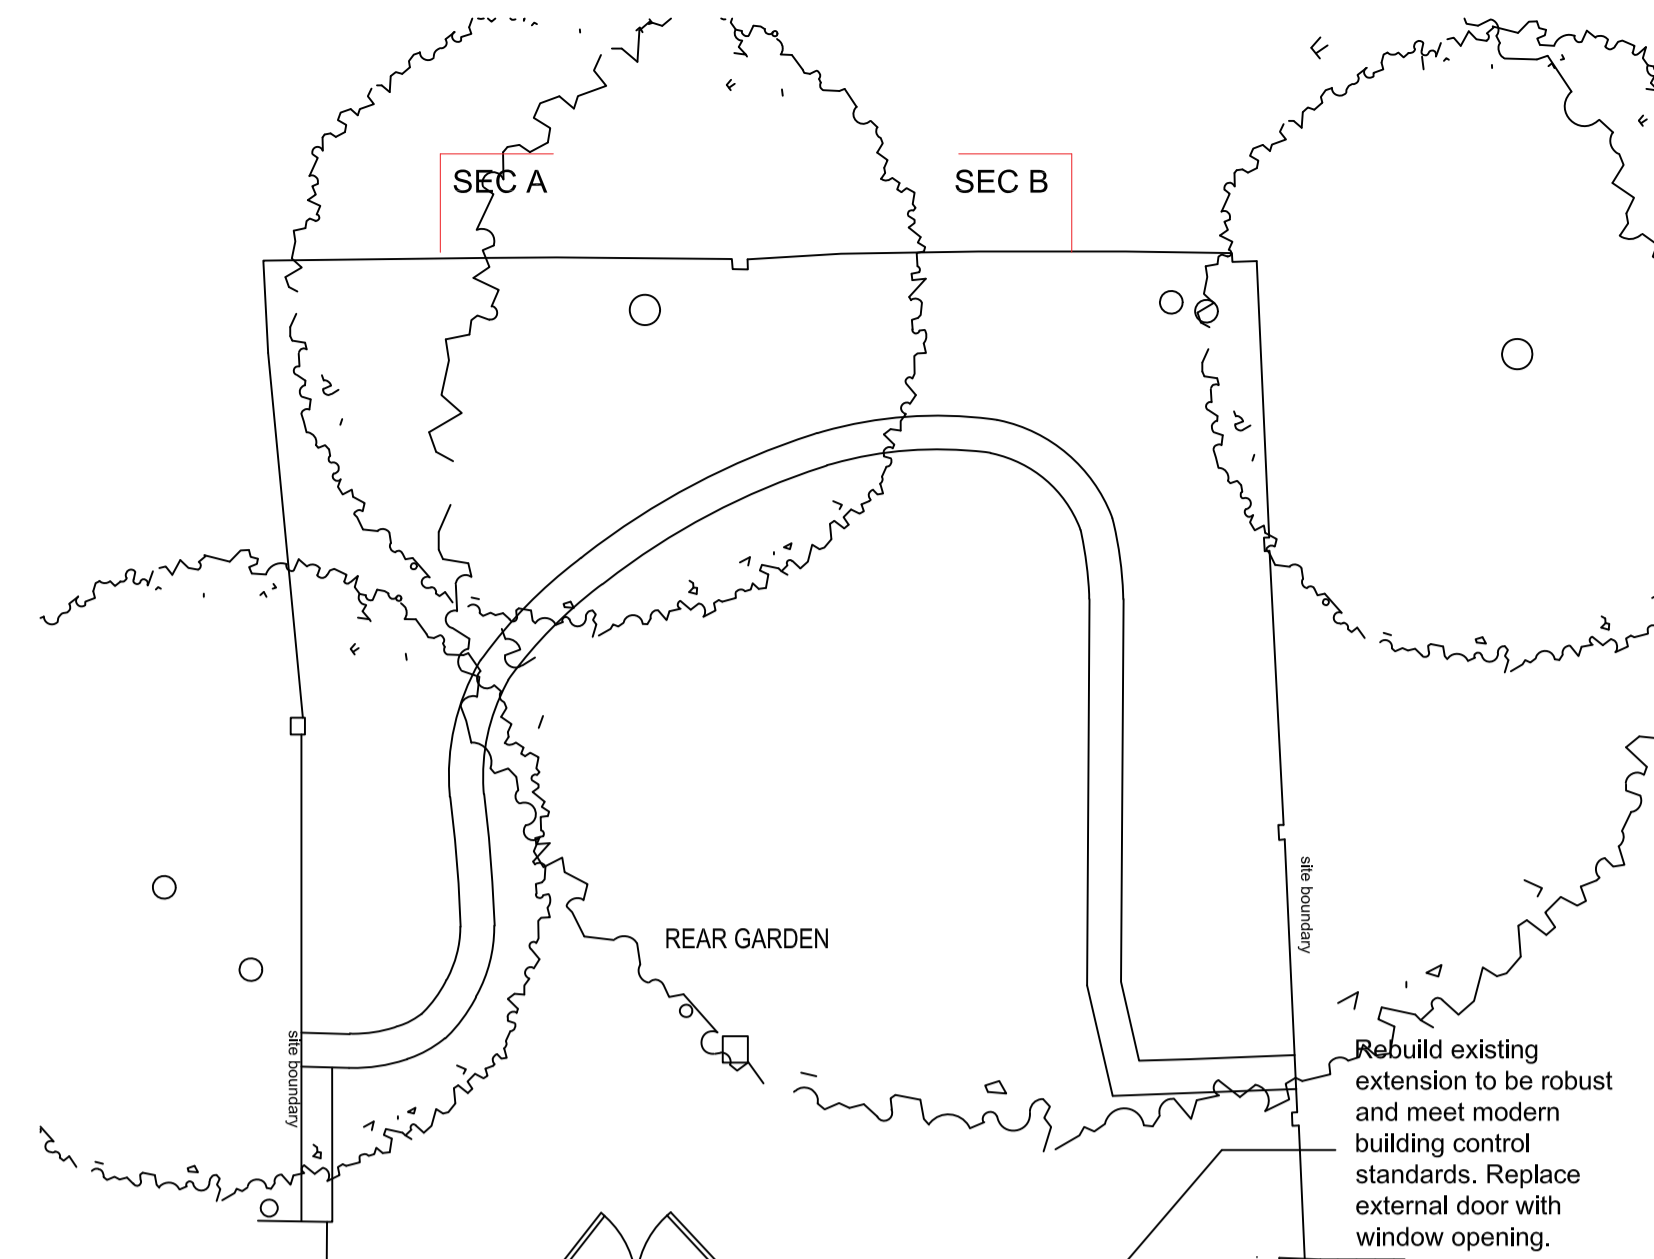 SEC A
SEC B
REAR GARDEN
site boundary
site boundary
Rebuild existing
extension to be robust
and meet modern
building control
standards. Replace
external door with
window opening.